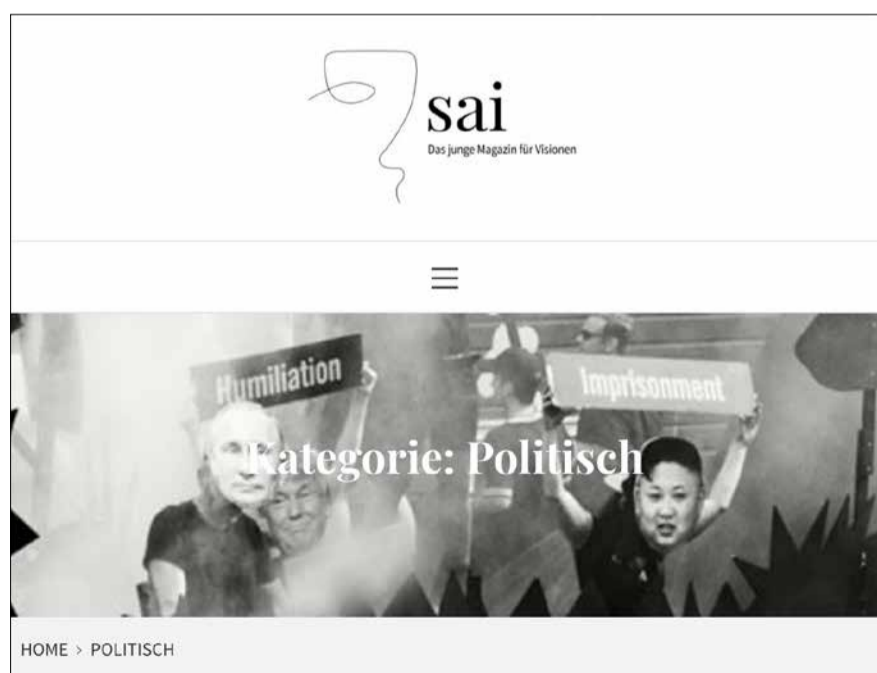 sai
Das junge Magazin für Visionen
Humiliation
Imprisonment
Kategorie: Politisch
HOME > POLITISCH